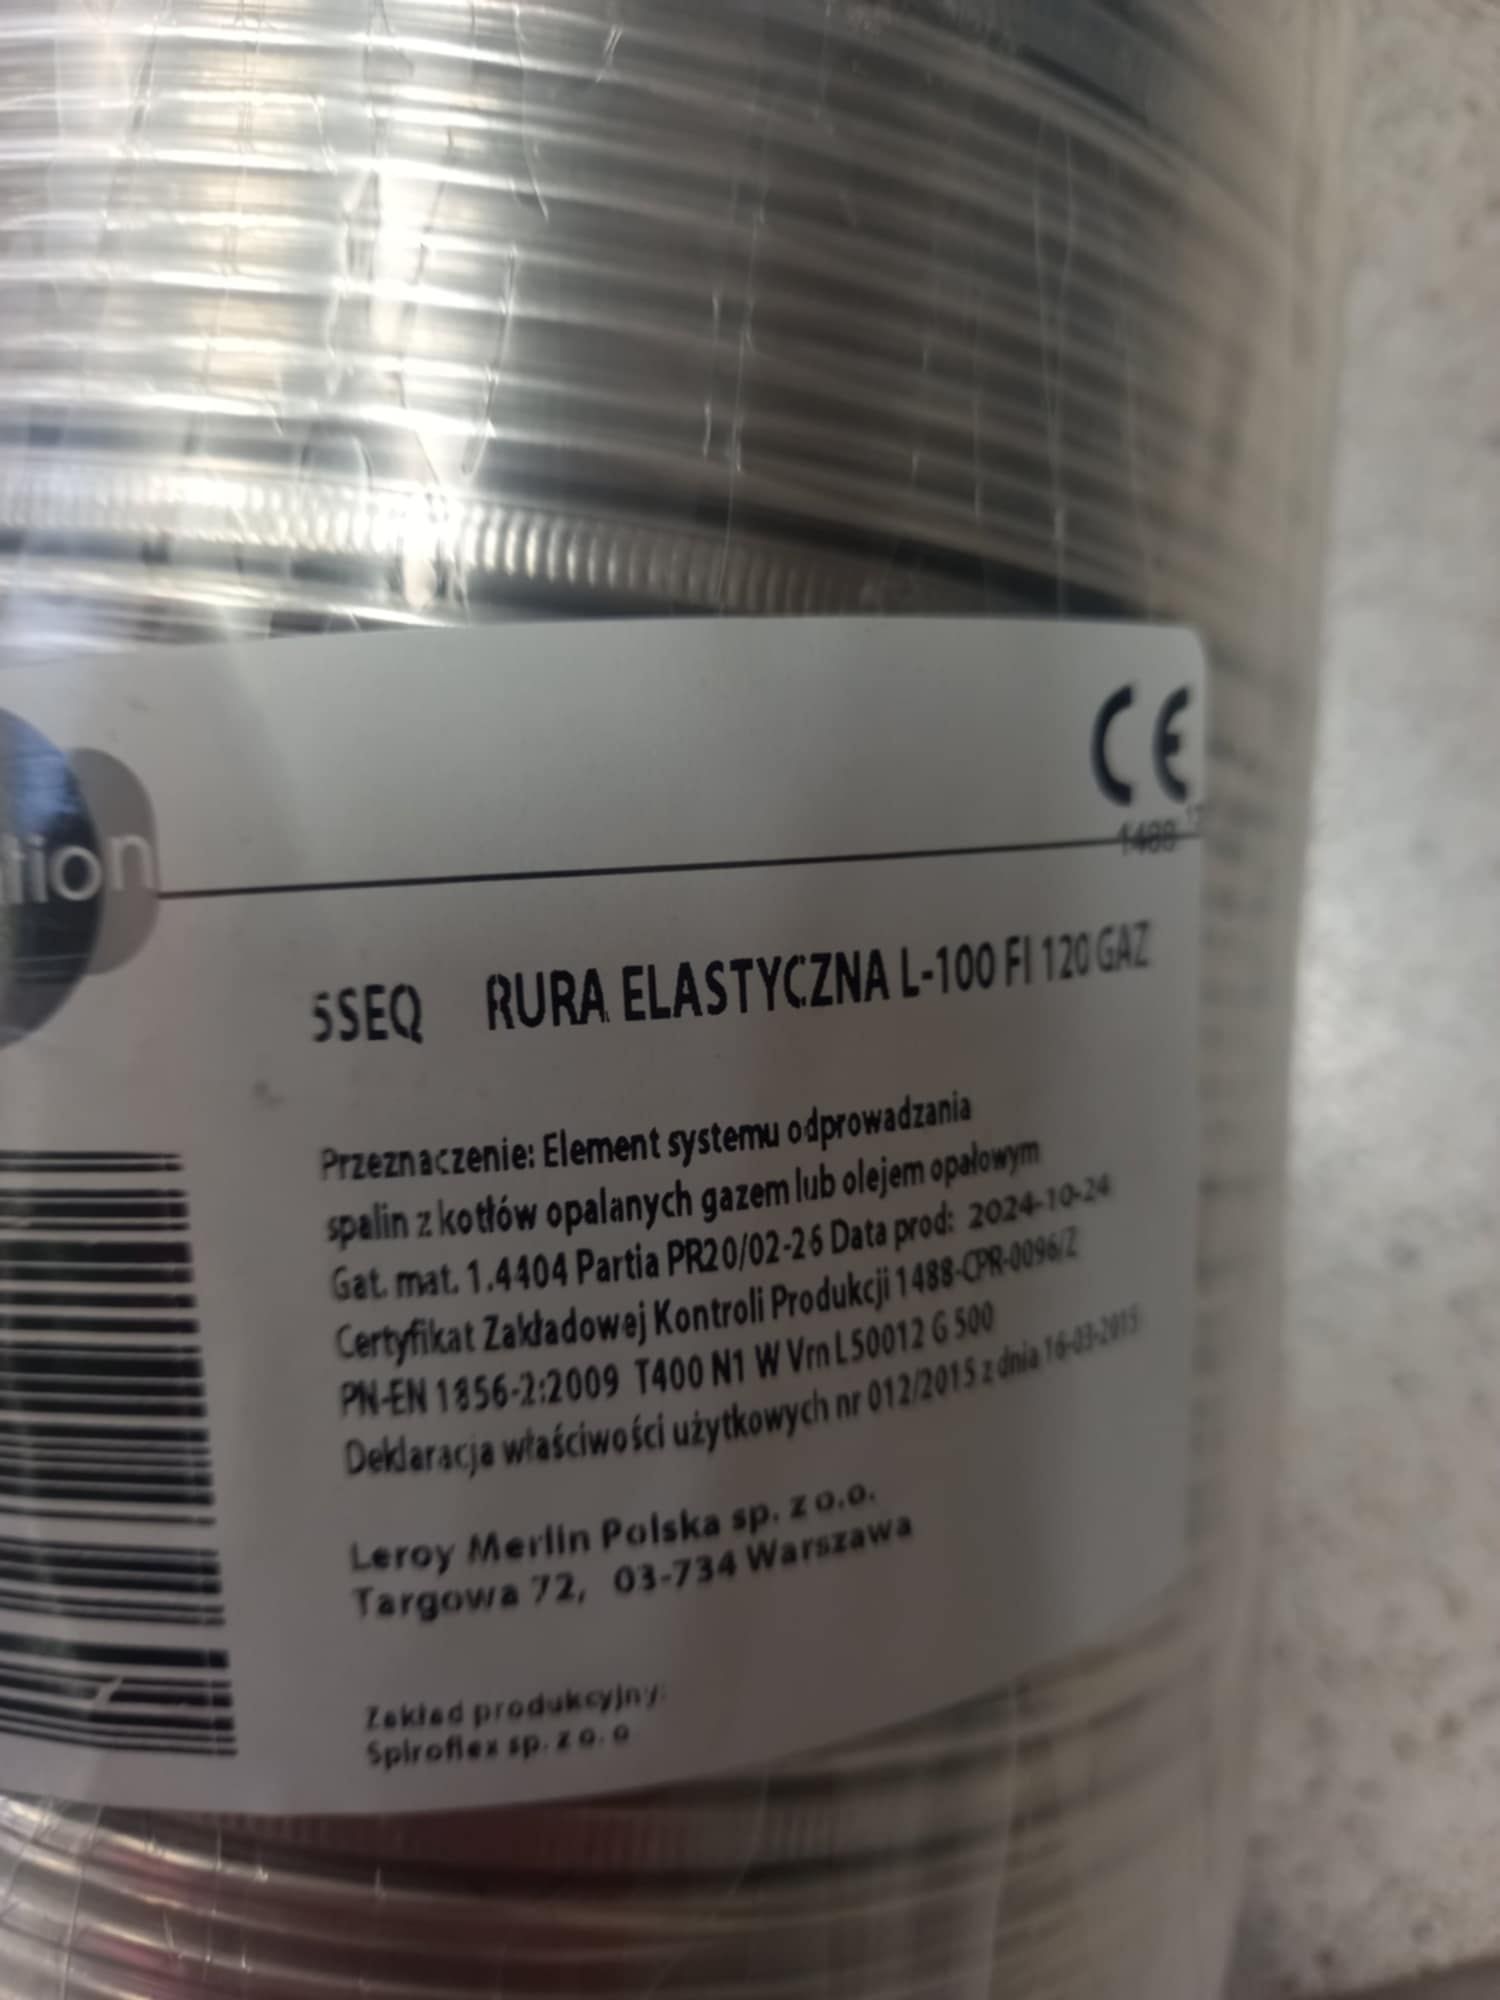 CE
1488
tion
5SEQ RURA ELASTYCZNA L-100 FI 120 GAZ
Przeznaczenie: Element systemu odprowadzania
spalin z kotłów opalanych gazem lub olejem opałowym
Gat. mat. 1.4404 Partia PR20/02-26 Data prod: 2024-10-24
Certyfikat Zakładowej Kontroli Produkcji 1488-CPR-0096/Z
PN-EN 1856-2:2009 T400 N1 W Vm L50012 G 500
Deklaracja właściwości użytkowych nr 012/2015 z dnia 16-03-2015
Leroy Merlin Polska sp. z o.o.
Targowa 72, 03-734 Warszawa
Zakład produkcyjny:
Spiroflex sp. z o. o